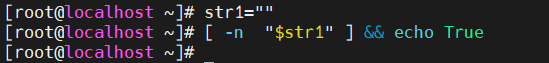 [root@localhost ~]# str1=""
[root@localhost ~]# [ -n  "$str1" ] && echo True
[root@localhost ~]#